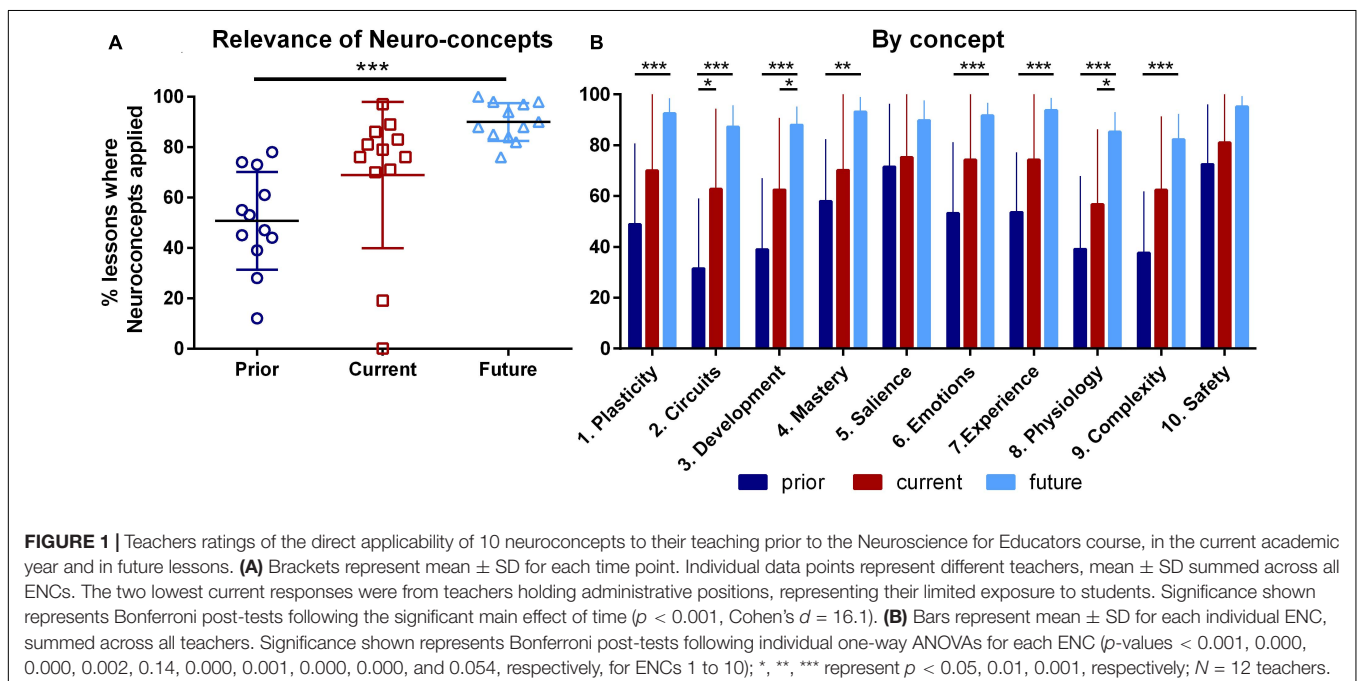 A
Relevance of Neuro-concepts
***
% lessons where
Neuroconcepts applied
100
80
60
40
20
0
Prior
Current
Future
B
By concept
*** *** *** ** *** *** *** ***
* * *
100
80
60
40
20
0
1. Plasticity
2. Circuits
3. Development
4. Mastery
5. Salience
6. Emotions
7.Experience
8. Physiology
9. Complexity
10. Safety
prior current future
FIGURE 1 | Teachers ratings of the direct applicability of 10 neuroconcepts to their teaching prior to the Neuroscience for Educators course, in the current academic
year and in future lessons. (A) Brackets represent mean ± SD for each time point. Individual data points represent different teachers, mean ± SD summed across all
ENCs. The two lowest current responses were from teachers holding administrative positions, representing their limited exposure to students. Significance shown
represents Bonferroni post-tests following the significant main effect of time (p < 0.001, Cohen's d = 16.1). (B) Bars represent mean ± SD for each individual ENC,
summed across all teachers. Significance shown represents Bonferroni post-tests following individual one-way ANOVAs for each ENC (p-values < 0.001, 0.000,
0.000, 0.002, 0.14, 0.000, 0.001, 0.000, 0.000, and 0.054, respectively, for ENCs 1 to 10); *, **, *** represent p < 0.05, 0.01, 0.001, respectively; N = 12 teachers.